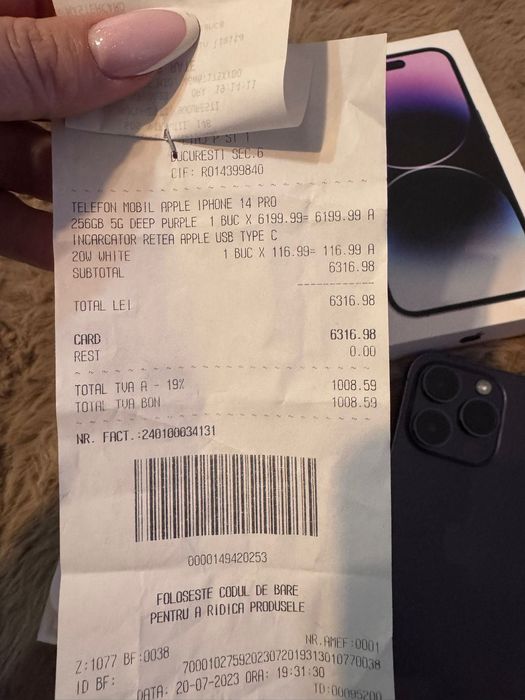 BUCURESTI SEC.6
CIF: RO14399840
TELEFON MOBIL APPLE IPHONE 14 PRO
256GB 5G DEEP PURPLE 1 BUC X 6199.99= 6199.99 A
INCARCATOR RETEA APPLE USB TYPE C
20W WHITE 1 BUC X 116.99= 116.99 A
SUBTOTAL 6316.98
TOTAL LEI 6316.98
CARD 6316.98
REST 0.00
TOTAL TVA A - 19% 1008.59
TOTAL TVA BON 1008.59
NR. FACT.:240100034131
0000149420253
FOLOSESTE CODUL DE BARE
PENTRU A RIDICA PRODUSELE
NR.AMEF:0001
Z:1077 BF:0038
70001027592023072019313010770038
ID BF:
DATA: 20-07-2023 ORA: 19:31:30